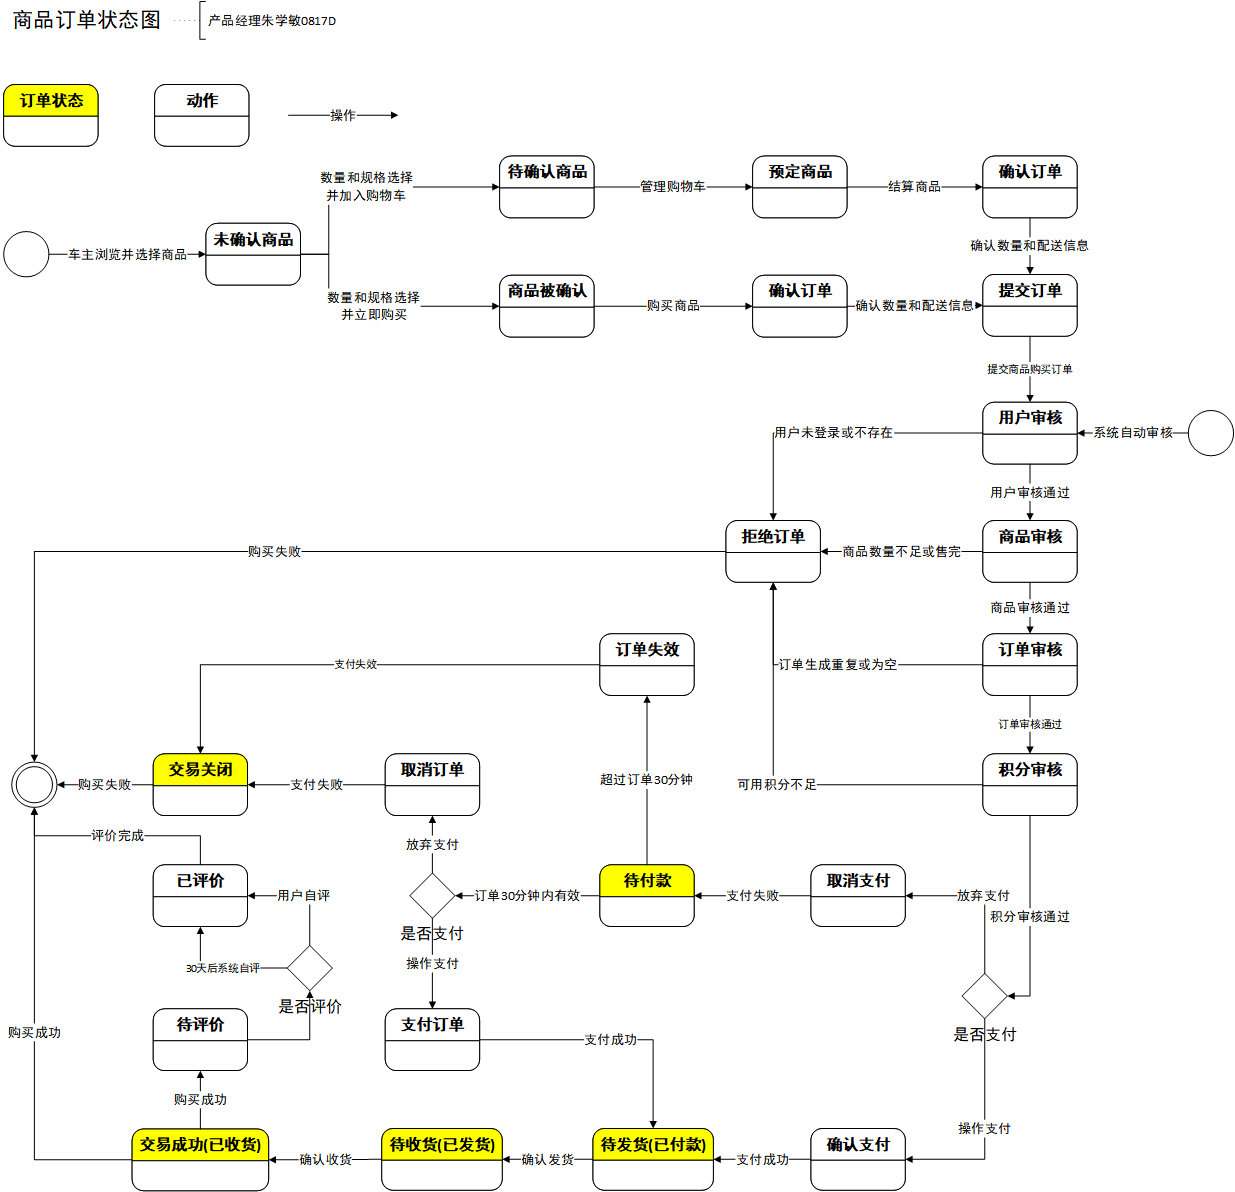 商品订单状态图
产品经理朱学敏0817D
订单状态
动作
操作
数量和规格选择
并加入购物车
待确认商品
管理购物车
预定商品
结算商品
确认订单
车主浏览并选择商品
未确认商品
确认数量和配送信息
数量和规格选择
并立即购买
商品被确认
购买商品
确认订单
确认数量和配送信息
提交订单
提交商品购买订单
用户未登录或不存在
用户审核
系统自动审核
用户审核通过
拒绝订单
商品数量不足或售完
商品审核
购买失败
商品审核通过
订单失效
支付失效
订单生成重复或为空
订单审核
订单审核通过
购买失败
交易关闭
支付失败
取消订单
超过订单30分钟
可用积分不足
积分审核
评价完成
放弃支付
已评价
用户自评
订单30分钟内有效
待付款
支付失败
取消支付
放弃支付
积分审核通过
是否支付
操作支付
30天后系统自评
是否评价
购买成功
待评价
支付订单
支付成功
是否支付
购买成功
操作支付
交易成功(已收货)
确认收货
待收货(已发货)
确认发货
待发货(已付款)
支付成功
确认支付